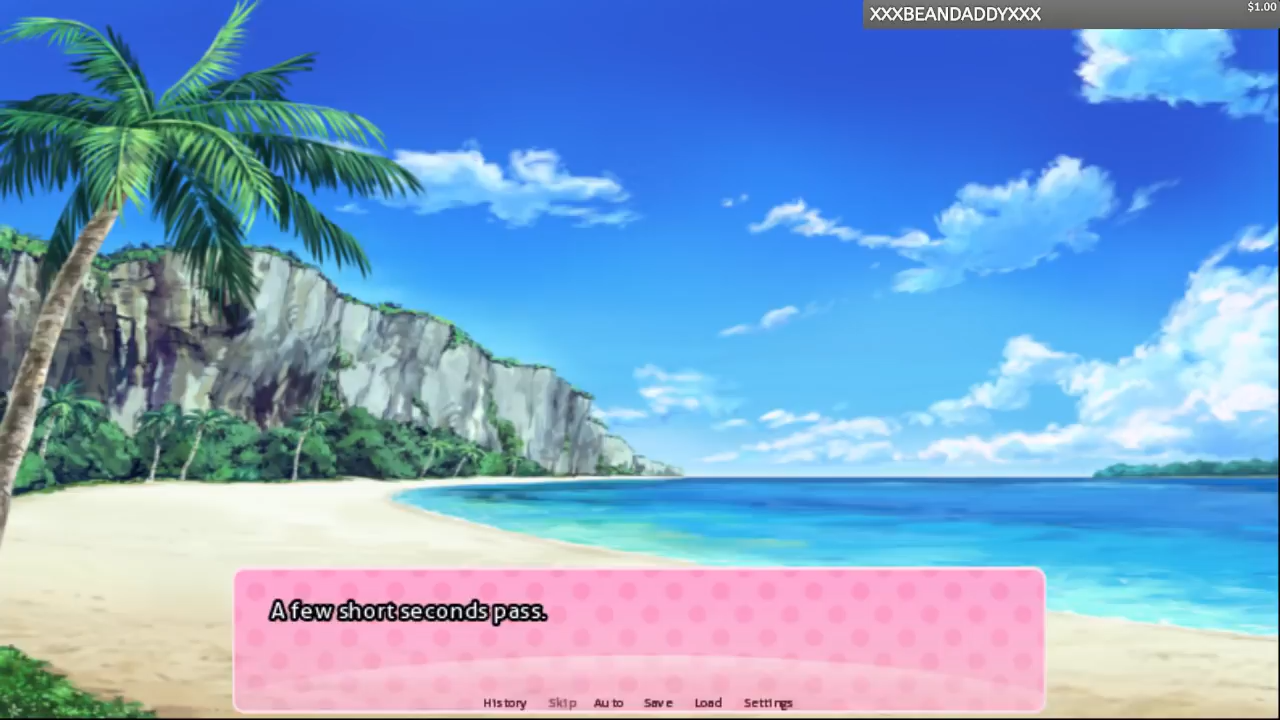 XXXBEANDADDYXXX
$1.00
A few short seconds pass.
History Skip Auto Save Load Settings